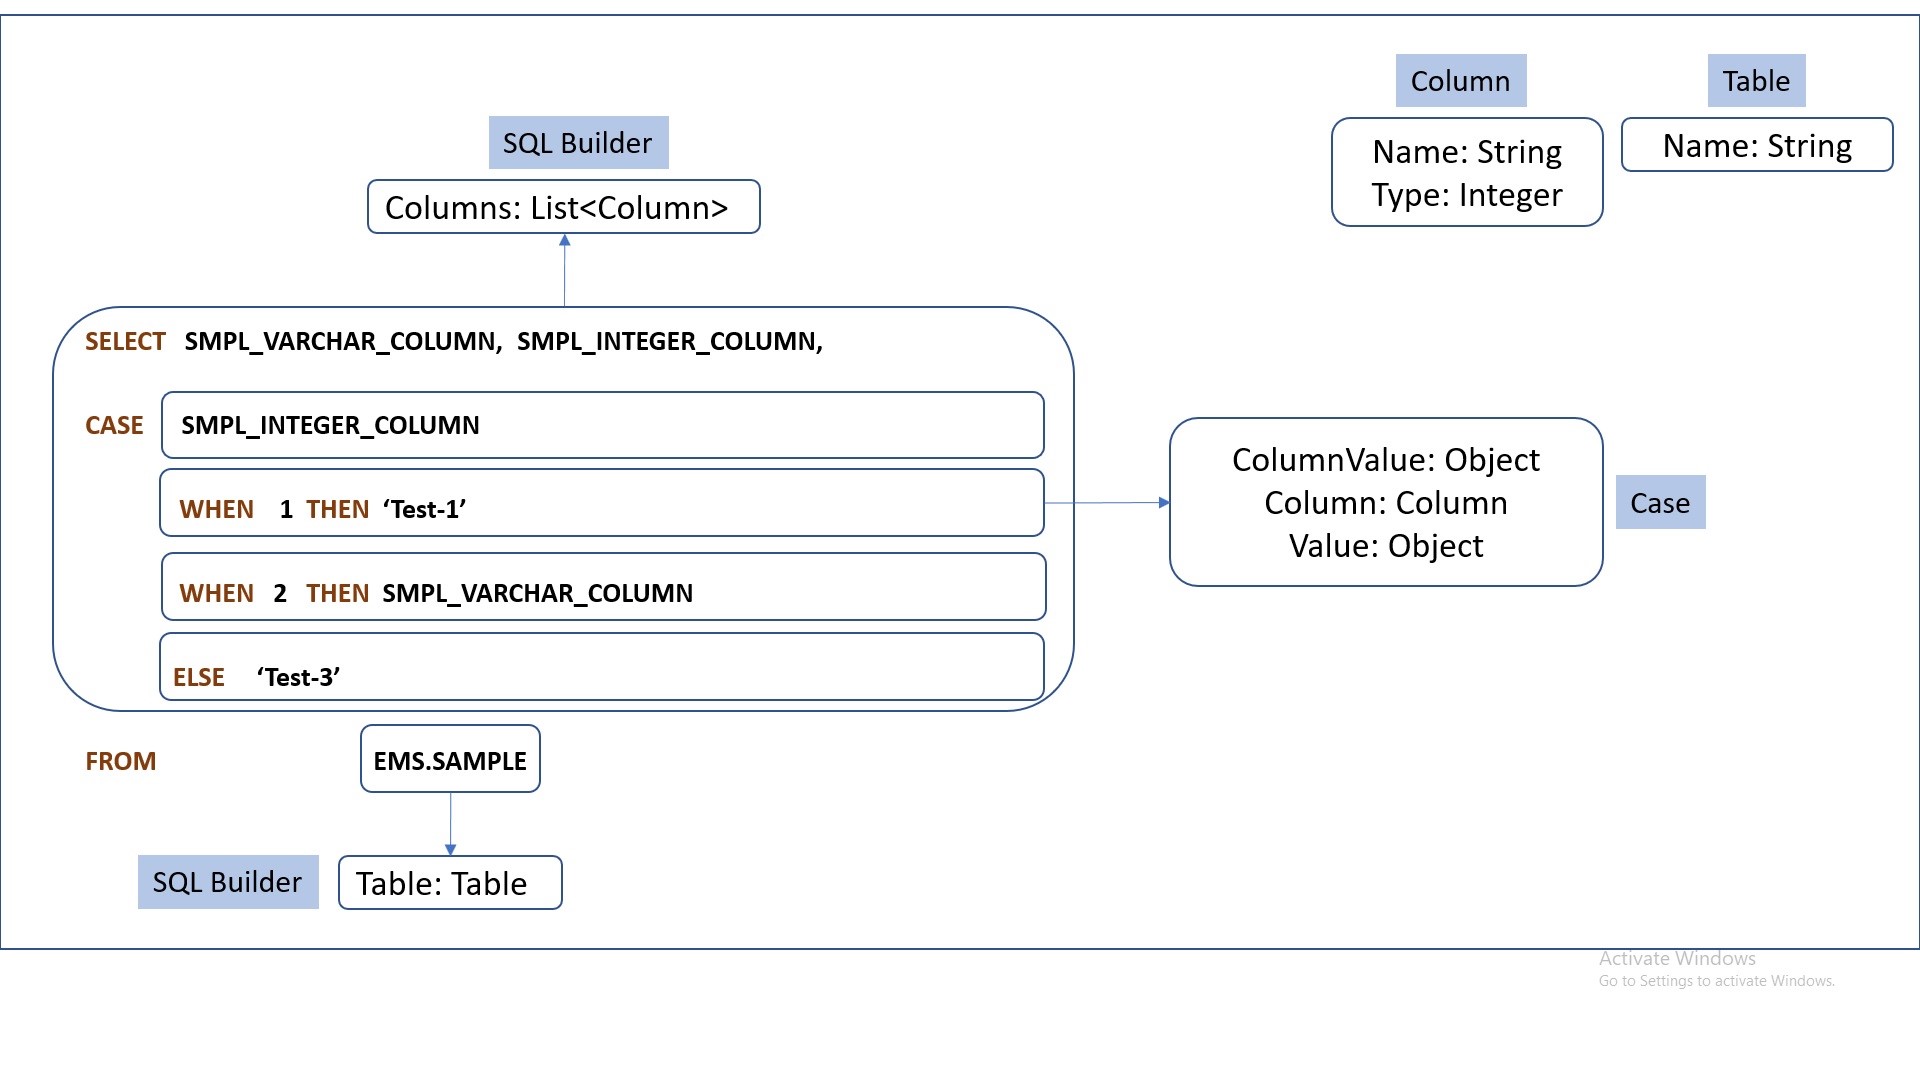 Column
Table
Name: String
Type: Integer
Name: String
SQL Builder
Columns: List<Column>
SELECT SMPL_VARCHAR_COLUMN, SMPL_INTEGER_COLUMN,
CASE SMPL_INTEGER_COLUMN
WHEN 1 THEN ‘Test-1’
WHEN 2 THEN SMPL_VARCHAR_COLUMN
ELSE ‘Test-3’
ColumnValue: Object
Column: Column
Value: Object
Case
FROM EMS.SAMPLE
SQL Builder
Table: Table
Activate Windows
Go to Settings to activate Windows.